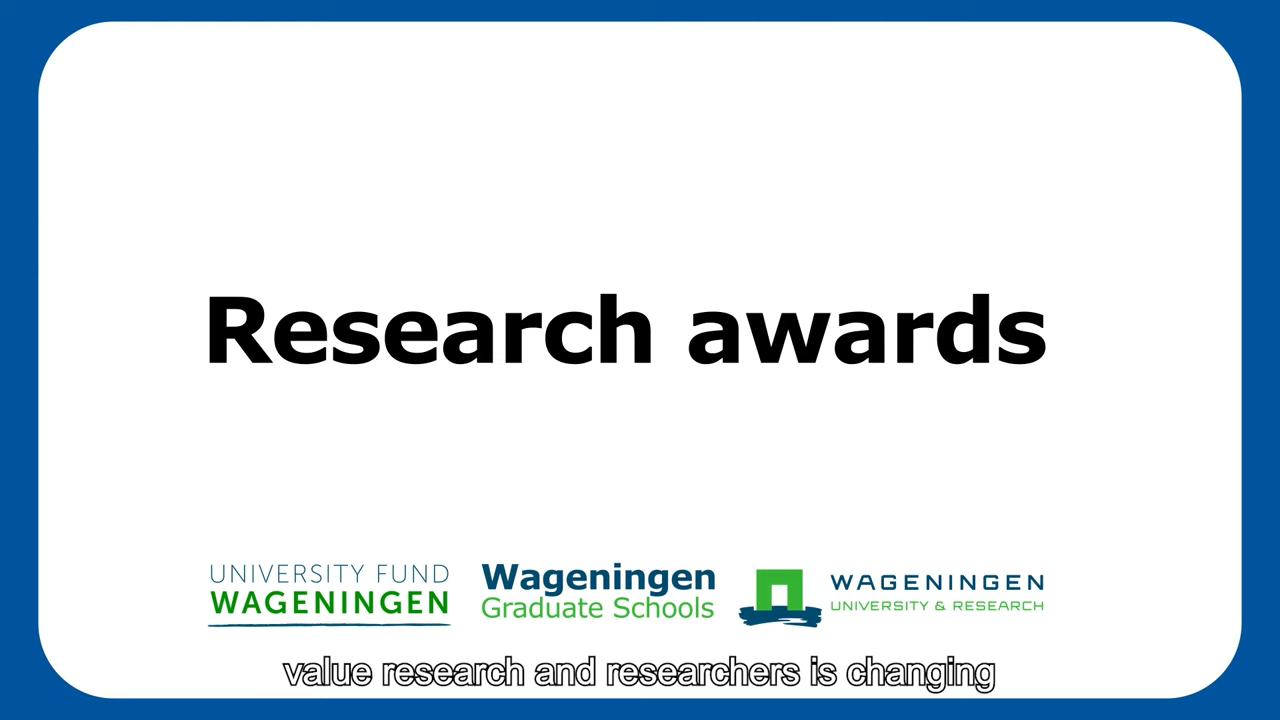 Research awards
UNIVERSITY FUND
WAGENINGEN
Wageningen
Graduate Schools
WAGENINGEN
UNIVERSITY & RESEARCH
value research and researchers is changing